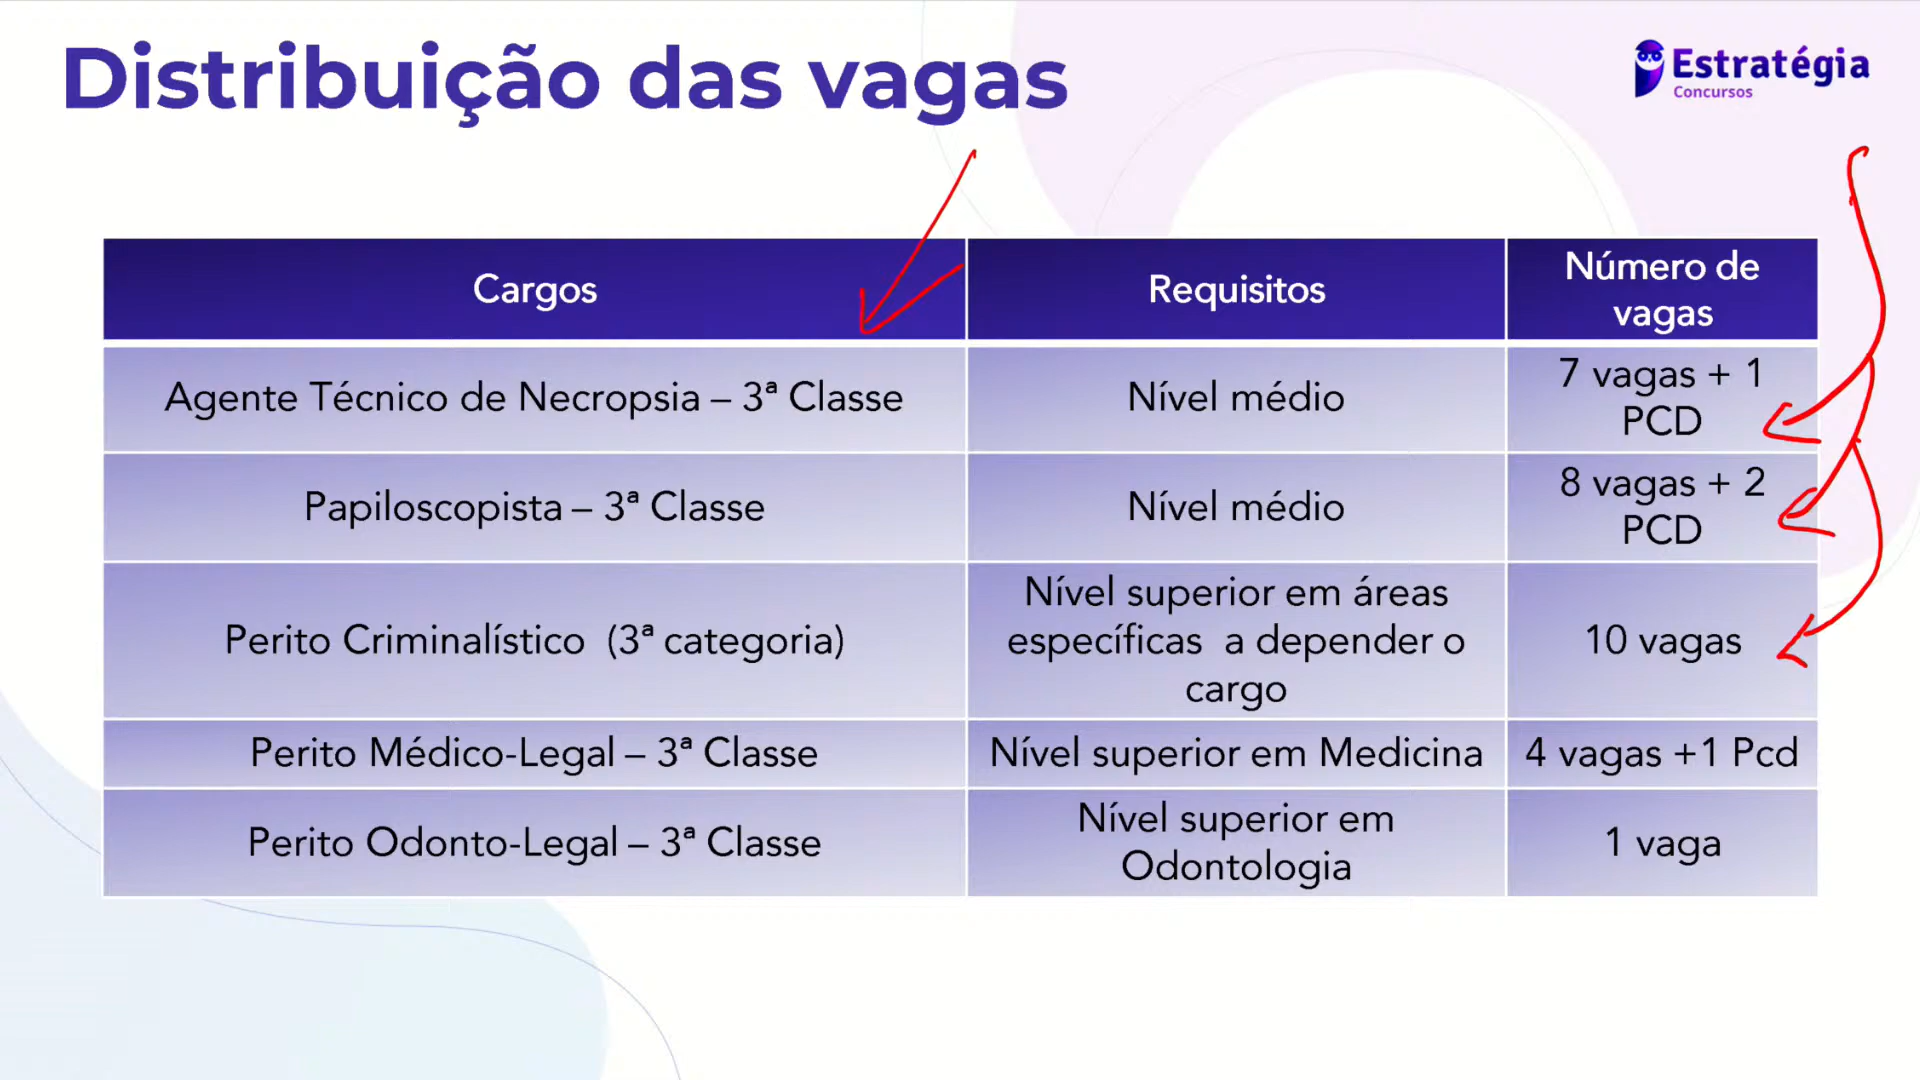 Distribuição das vagas
Estratégia
Concursos
Cargos
Requisitos
Número de
vagas
Agente Técnico de Necropsia – 3ª Classe
Nível médio
7 vagas + 1
PCD
Papiloscopista – 3ª Classe
Nível médio
8 vagas + 2
PCD
Perito Criminalístico (3ª categoria)
Nível superior em áreas
específicas a depender o
cargo
10 vagas
Perito Médico-Legal – 3ª Classe
Nível superior em Medicina
4 vagas +1 Pcd
Perito Odonto-Legal – 3ª Classe
Nível superior em
Odontologia
1 vaga